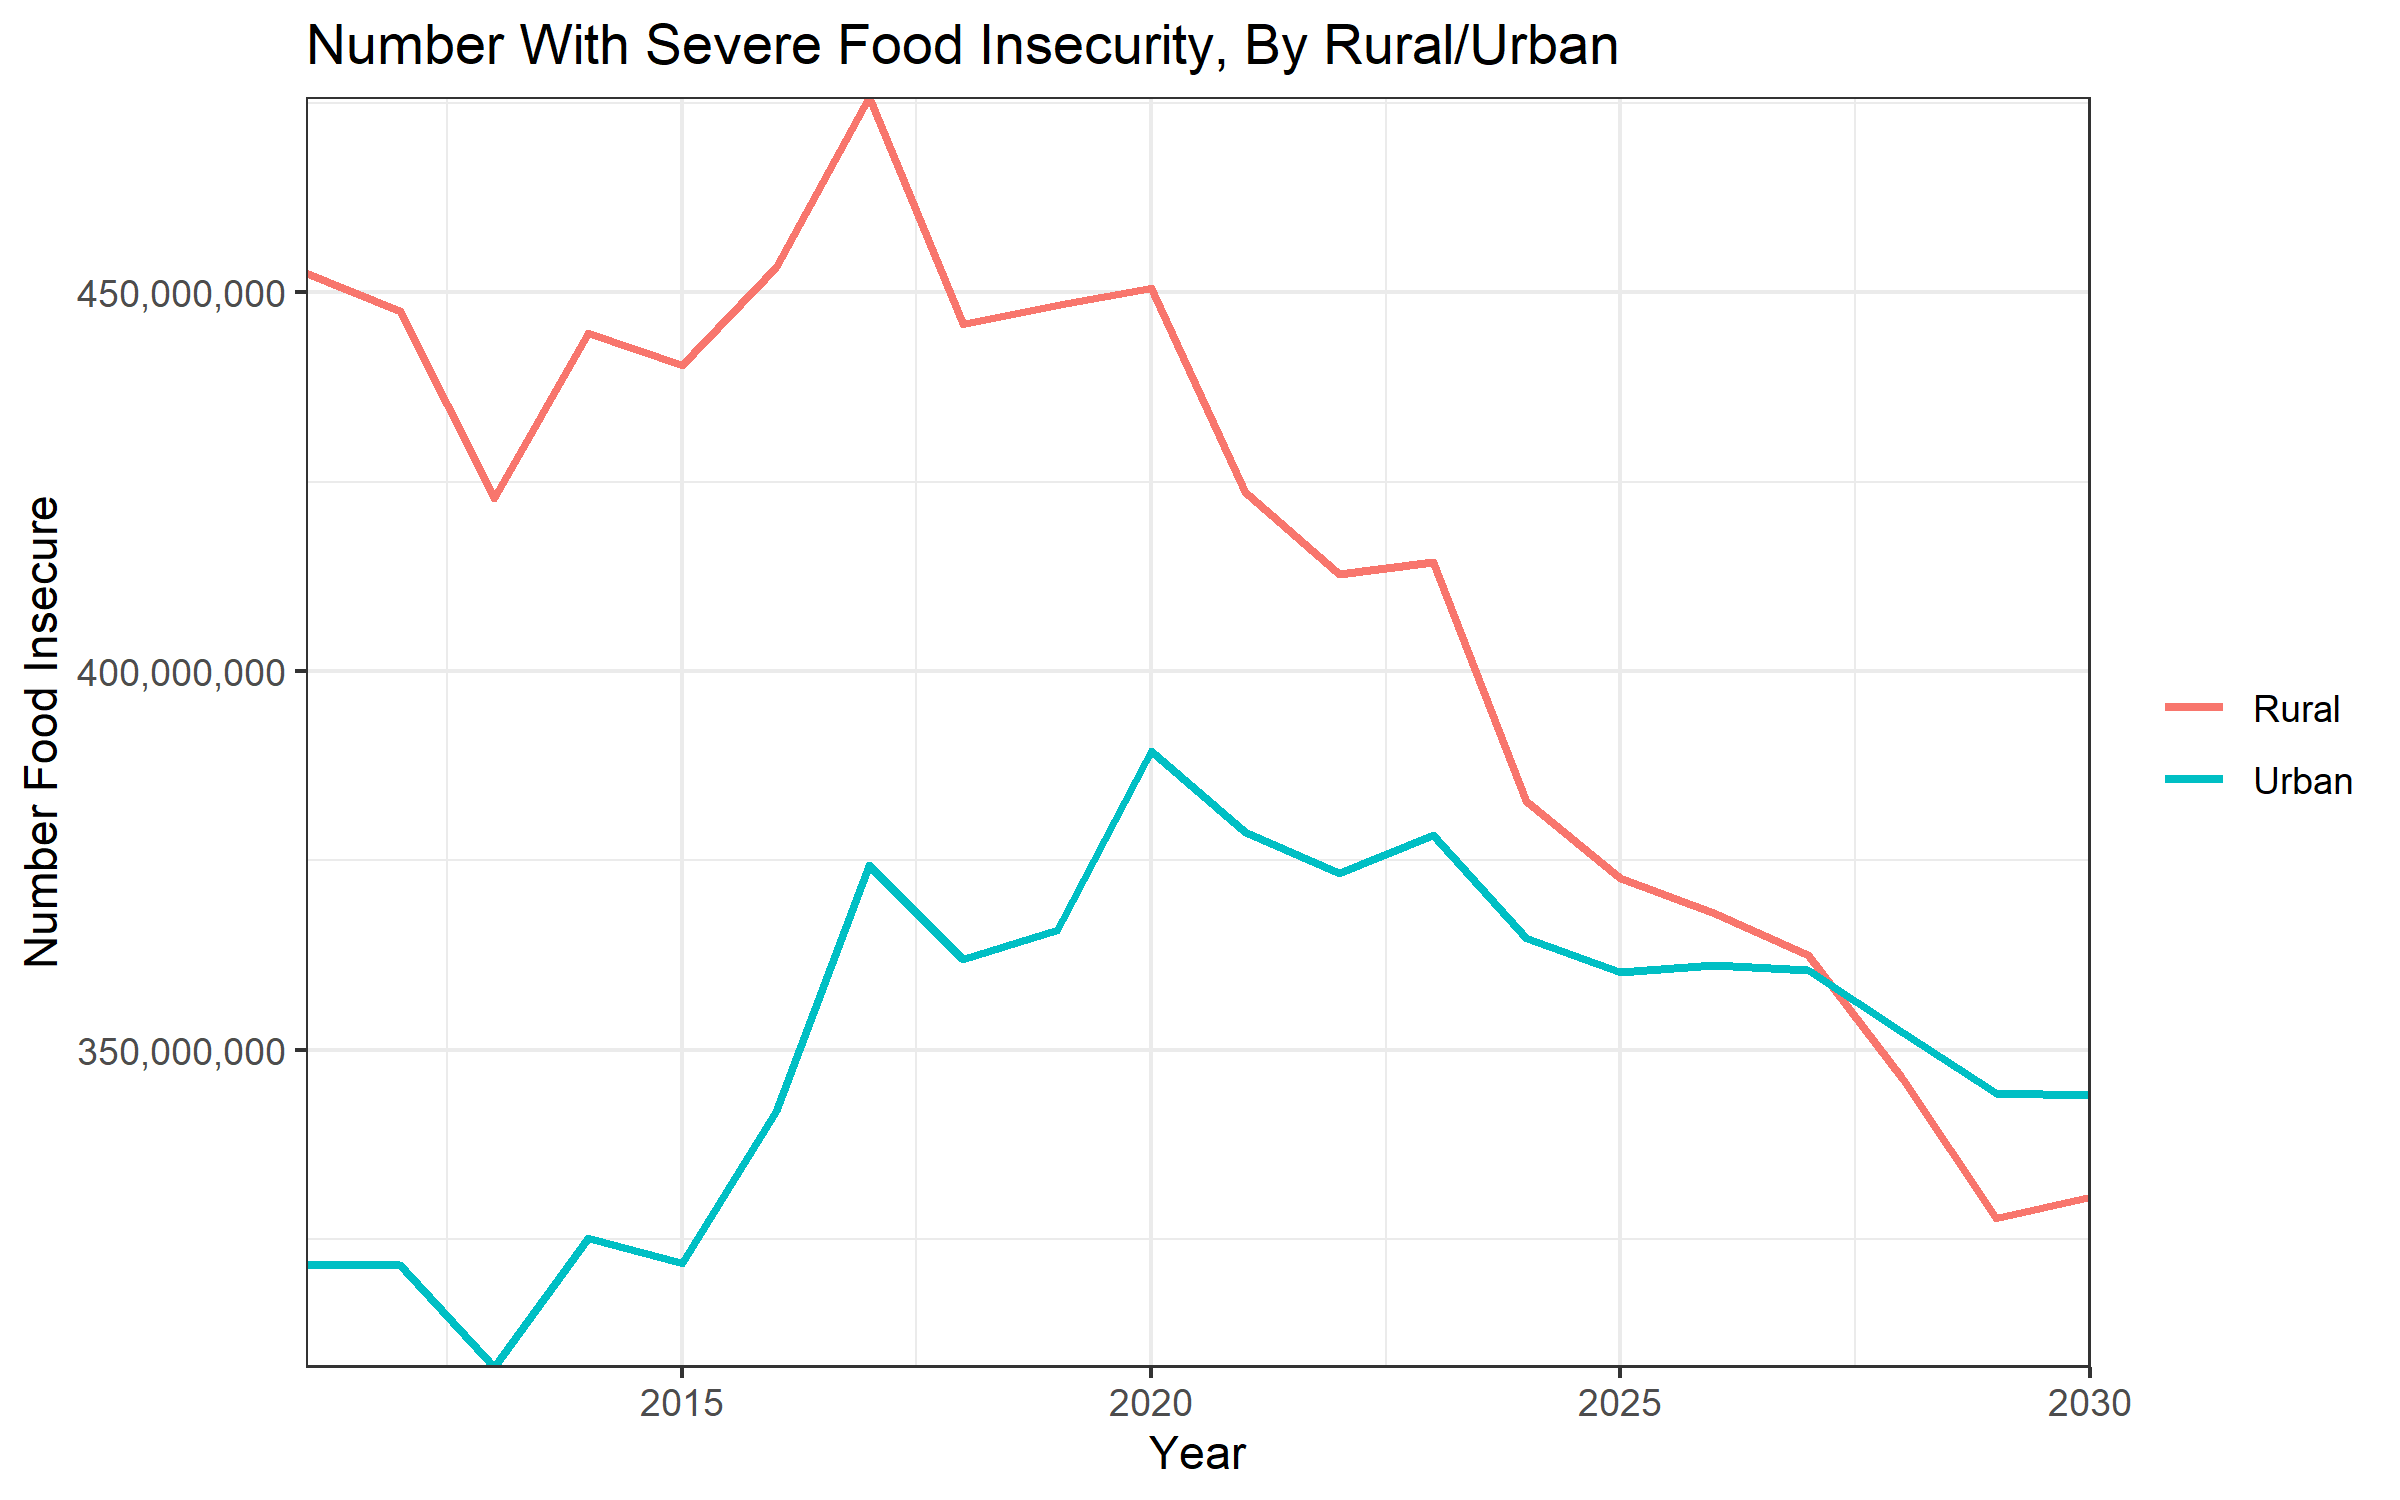 Number With Severe Food Insecurity, By Rural/Urban
Number Food Insecure
450,000,000
400,000,000
350,000,000
2015
2020
2025
2030
Year
Rural
Urban